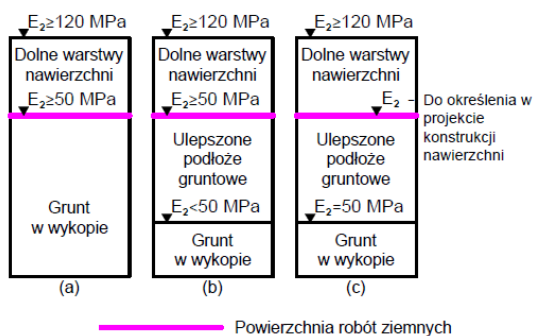 E₂≥120 MPa
Dolne warstwy
nawierzchni
E₂≥50 MPa
Grunt
w wykopie
(a)
E₂≥120 MPa
Dolne warstwy
nawierzchni
E₂≥50 MPa
Ulepszone
podłoże
gruntowe
E₂<50 MPa
Grunt
w wykopie
(b)
E₂≥120 MPa
Dolne warstwy
nawierzchni
E₂ - Do określenia w
projekcie
konstrukcji
nawierzchni
Ulepszone
podłoże
gruntowe
E₂=50 MPa
Grunt
w wykopie
(c)
Powierzchnia robót ziemnych